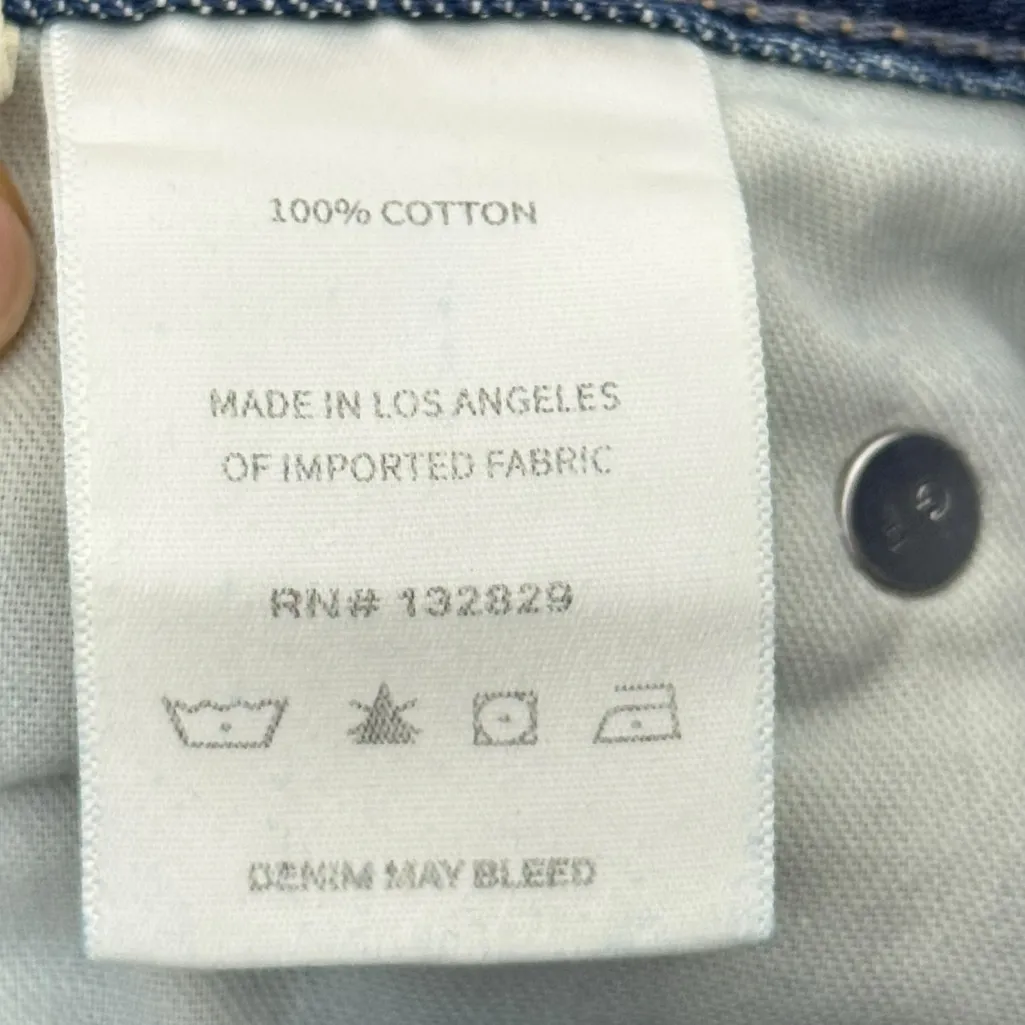 100% COTTON
MADE IN LOS ANGELES
OF IMPORTED FABRIC
RN# 132829
DENIM MAY BLEED